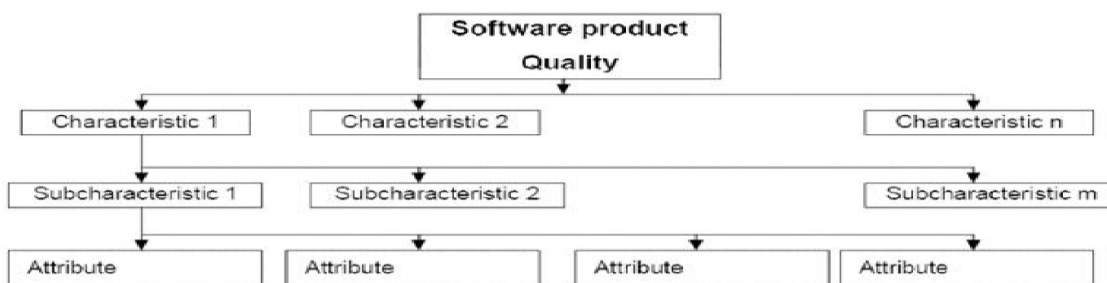 Software product
Quality
Characteristic 1
Characteristic 2
Characteristic n
Subcharacteristic 1
Subcharacteristic 2
Subcharacteristic m
Attribute
Attribute
Attribute
Attribute